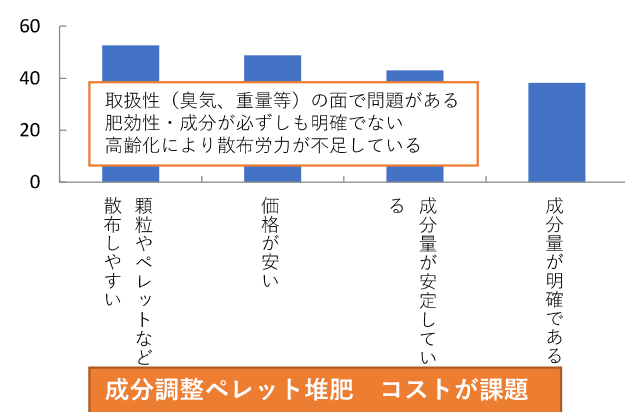 60
40
20
0
取扱性（臭気、重量等）の面で問題がある
肥効性・成分が必ずしも明確でない
高齢化により散布労力が不足している
顆粒やペレットなど
散布しやすい
価格が安い
成分量が安定してい
る
成分量が明確である
成分調整ペレット堆肥　コストが課題